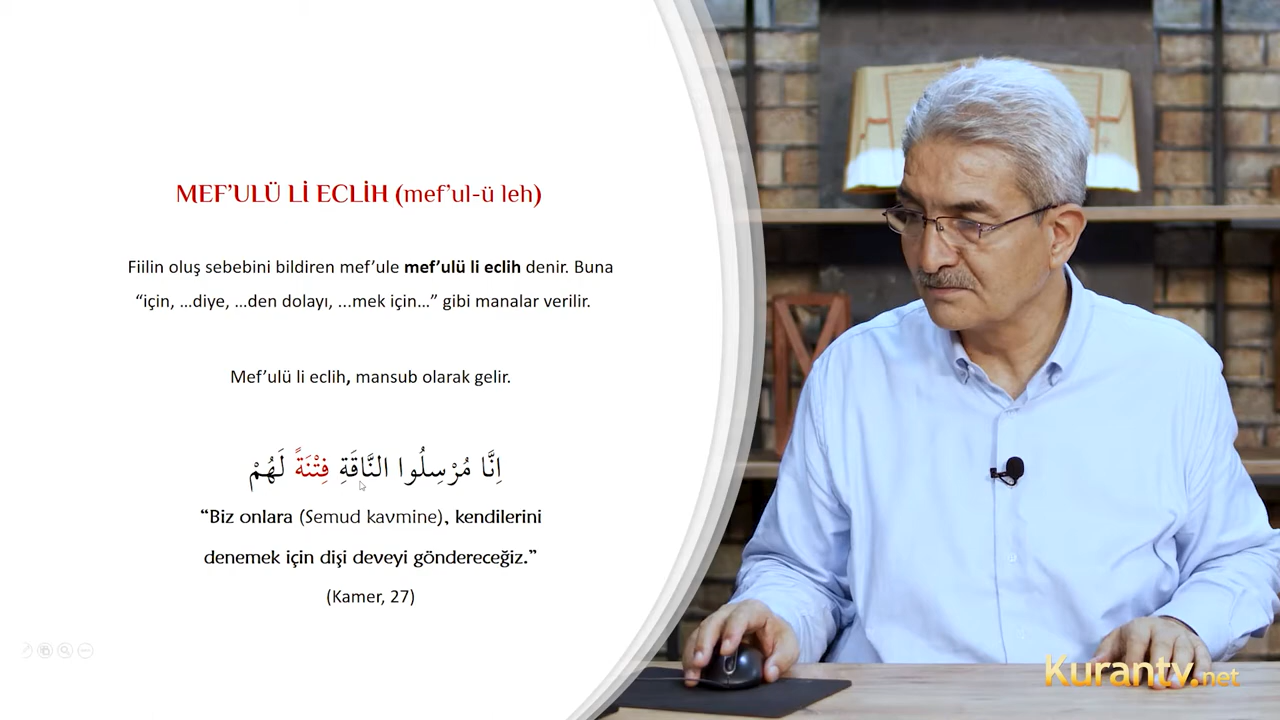 MEF’ULÜ Lİ ECLİH (mef’ul-ü leh)
Fiilin oluş sebebini bildiren mef’ule mef’ulü li eclih denir. Buna
“için, ...diye, ...den dolayı, ...mek için...” gibi manalar verilir.
Mef’ulü li eclih, mansub olarak gelir.
اِنَّا مُرْسِلُوا النَّاقَةِ فِتْنَةً لَهُمْ
“Biz onlara (Semud kavmine), kendilerini
denemek için dişi deveyi göndereceğiz.”
(Kamer, 27)
Kurantv.net